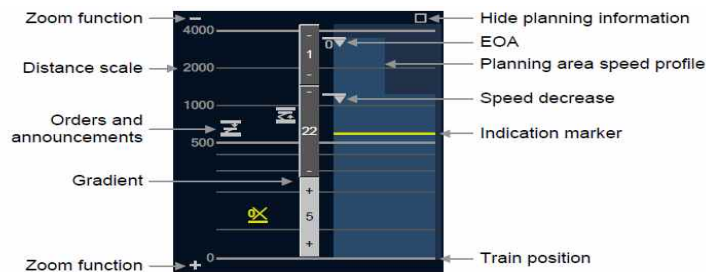 Zoom function
Hide planning information
4000
- 1 -
0
EOA
Planning area speed profile
Distance scale
2000
1000
- 22 -
Speed decrease
Orders and
announcements
500
Indication marker
Gradient
+ 5 +
0
Zoom function
Train position